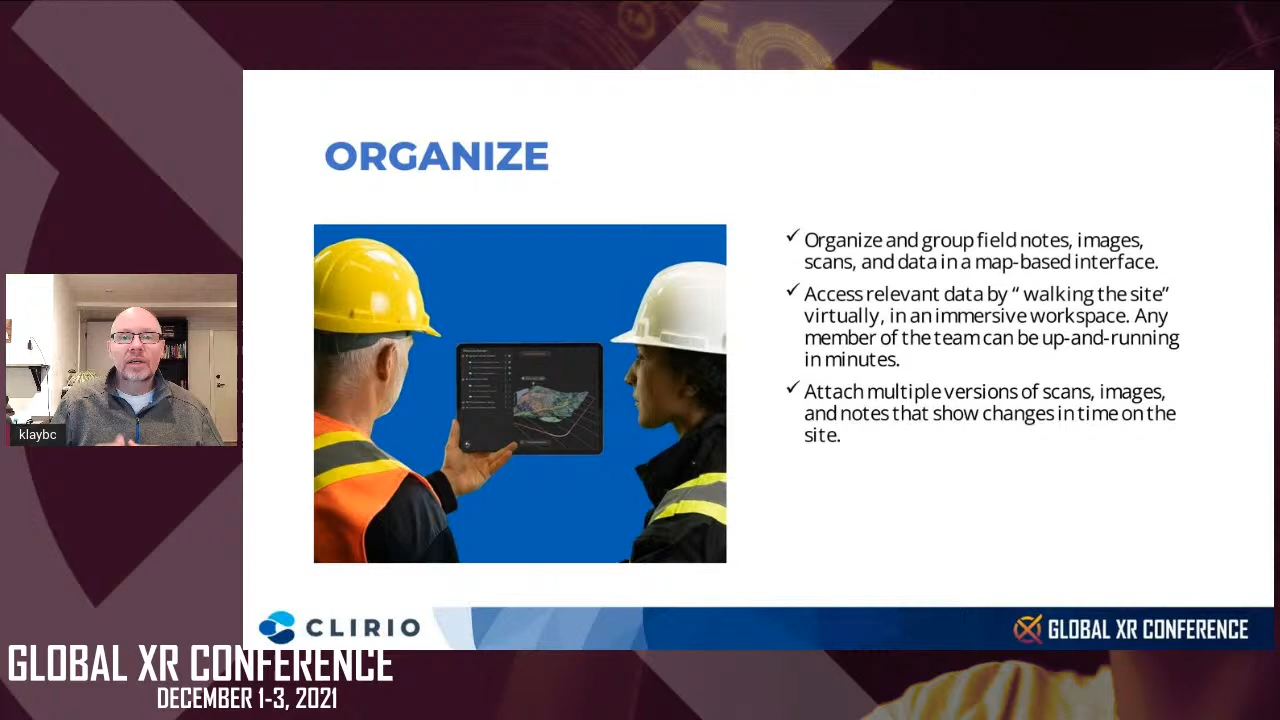 ORGANIZE
Organize and group field notes, images,
scans, and data in a map-based interface.
Access relevant data by “ walking the site”
virtually, in an immersive workspace. Any
member of the team can be up-and-running
in minutes.
Attach multiple versions of scans, images,
and notes that show changes in time on the
site.
klaybc
CLIRIO
GLOBAL XR CONFERENCE
GLOBAL XR CONFERENCE
DECEMBER 1-3, 2021